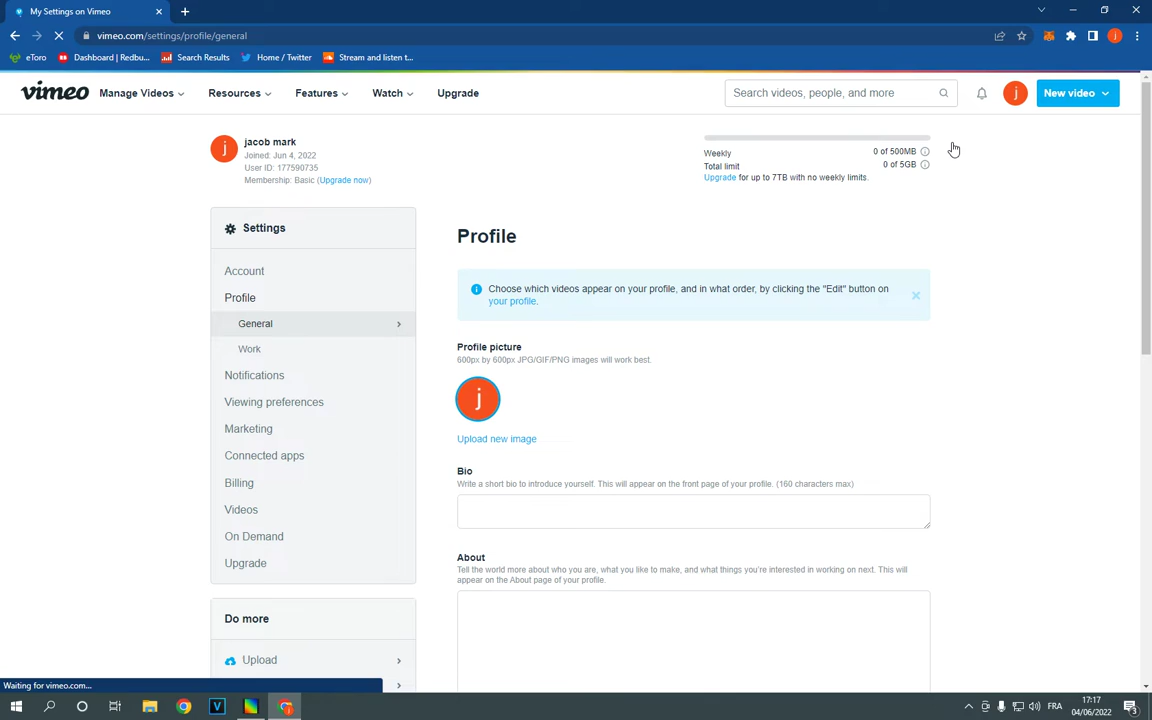 My Settings on Vimeo
vimeo.com/settings/profile/general
eToro
Dashboard | Redbu...
Search Results
Home / Twitter
Stream and listen t...
vimeo
Manage Videos
Resources
Features
Watch
Upgrade
Search videos, people, and more
j
New video
j
jacob mark
Joined: Jun 4, 2022
User ID: 177590735
Membership: Basic (Upgrade now)
Weekly
0 of 500MB
Total limit
0 of 5GB
Upgrade for up to 7TB with no weekly limits.
Settings
Account
Profile
General
Work
Notifications
Viewing preferences
Marketing
Connected apps
Billing
Videos
On Demand
Upgrade
Do more
Upload
Profile
Choose which videos appear on your profile, and in what order, by clicking the "Edit" button on
your profile.
Profile picture
600px by 600px JPG/GIF/PNG images will work best.
j
Upload new image
Bio
Write a short bio to introduce yourself. This will appear on the front page of your profile. (160 characters max)
About
Tell the world more about who you are, what you like to make, and what things you're interested in working on next. This will
appear on the About page of your profile.
Waiting for vimeo.com...
FRA
17:17
04/06/2022
3